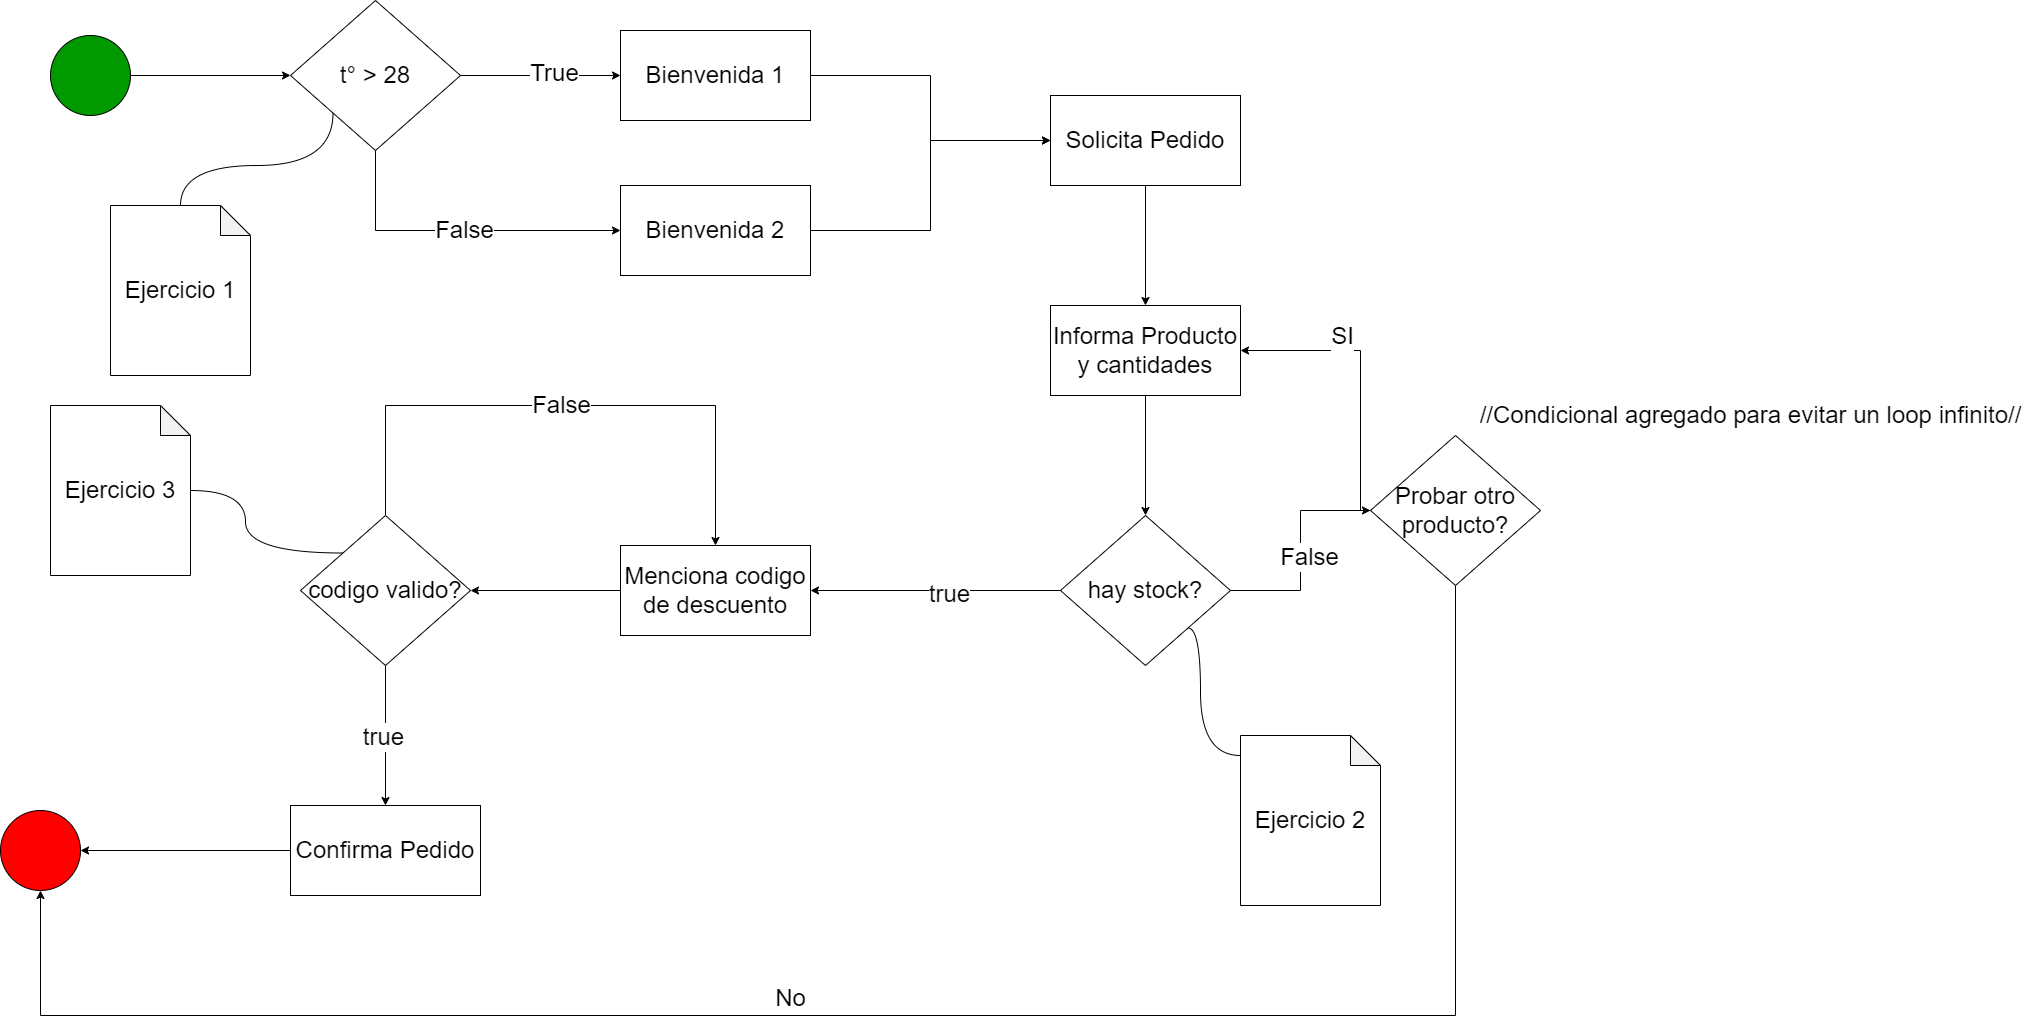 t° > 28
True
Bienvenida 1
Solicita Pedido
False
Bienvenida 2
Ejercicio 1
Informa Producto
y cantidades
SI
//Condicional agregado para evitar un loop infinito//
False
Ejercicio 3
Probar otro
producto?
False
codigo valido?
Menciona codigo
de descuento
true
hay stock?
true
Ejercicio 2
Confirma Pedido
No